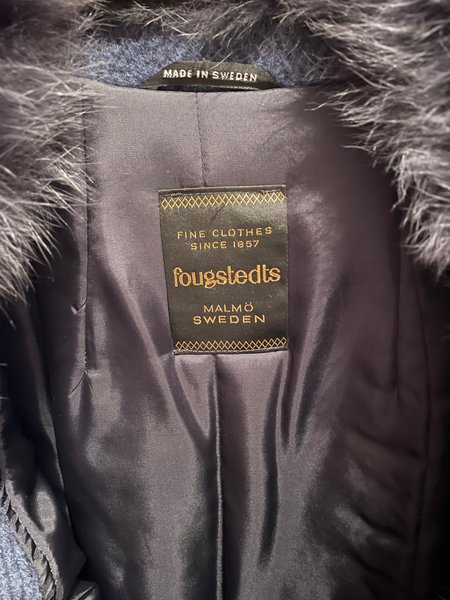 MADE IN SWEDEN
FINE CLOTHES
SINCE 1857
fougstedts
MALMÖ
SWEDEN